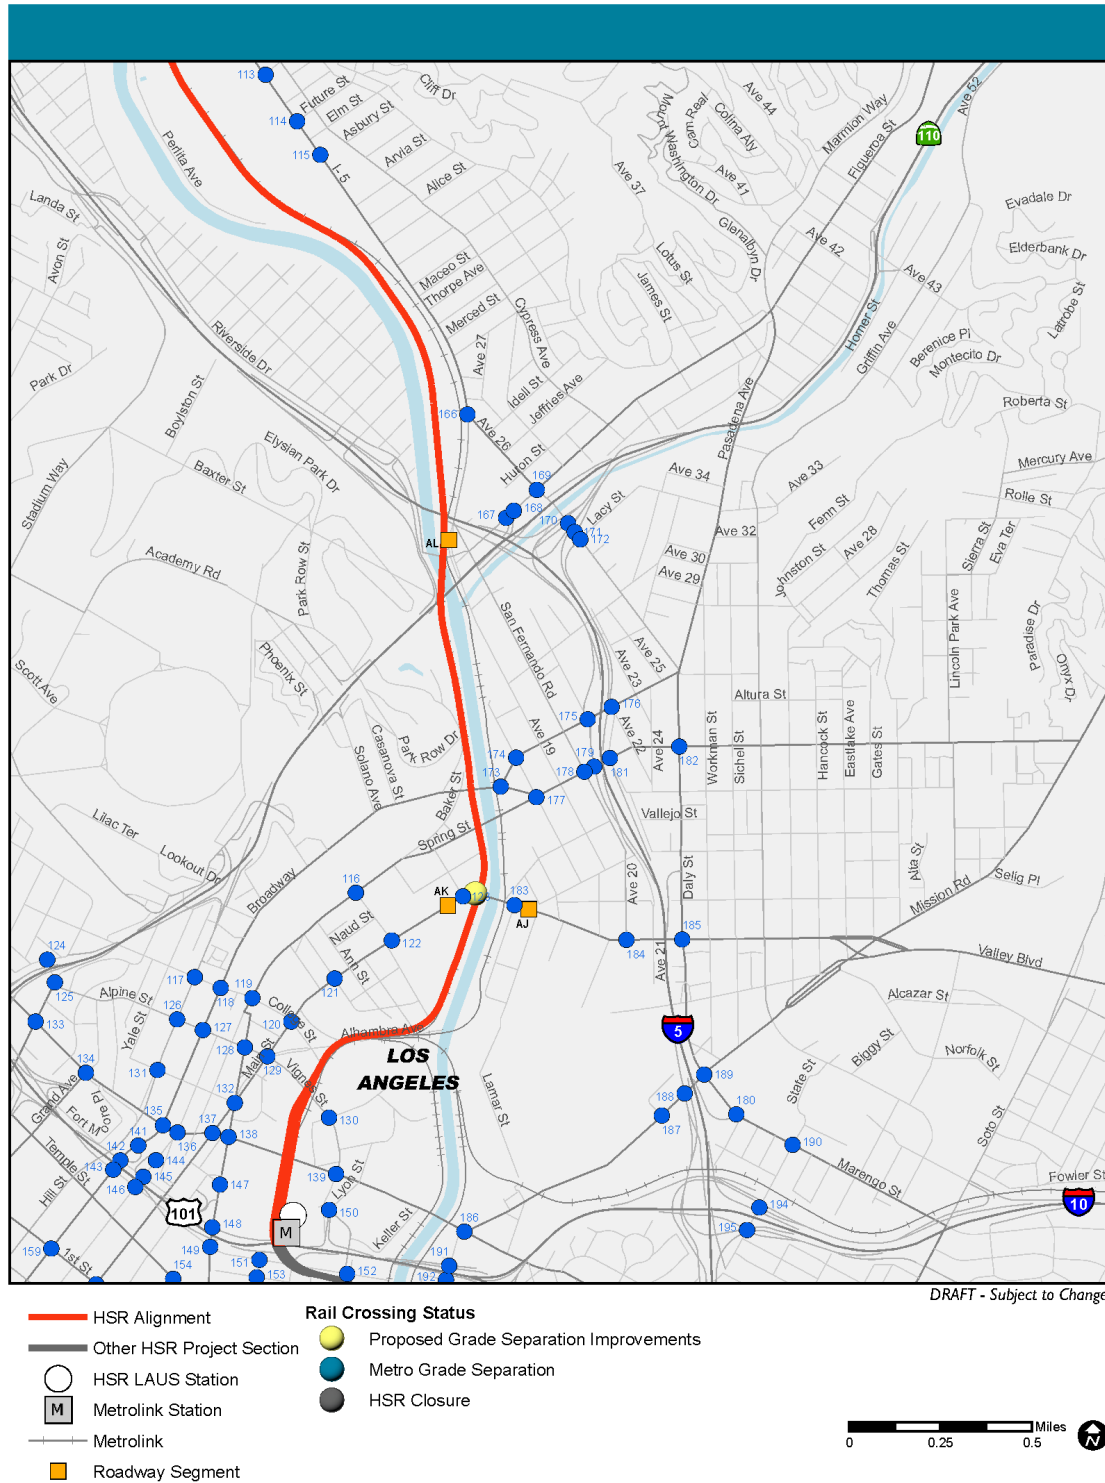 113
Future St
Cliff Dr
Ave 44
Ave 52
114
Elm St
Asbury St
Mount Washington Dr
Carun Real
Colina Aly
Marmion Way
Figueroa St
110
115
I- 5
Arvia St
Alice St
Perlita Ave
Ave 37
Ave 41
Landa St
Avon St
Glenalbyn Dr
Ave 42
Evadale Dr
Elderbank Dr
Maceo St
Thorpe Ave
Merced St
Lotus St
James St
Ave 43
Latrobe St
Homer St
Griffin Ave
Berenice Pl
Montecito Dr
Riverside Dr
Cypress Ave
Ave 27
Idell St
Jeffries Ave
Park Dr
Boylston St
166
Ave 26
Huron St
Pasadena Ave
Roberta St
Elysian Park Dr
Baxter St
Stadium Way
169
Ave 34
Ave 33
Mercury Ave
Rolle St
167
168
Lacy St
170
171
172
Fenn St
Ave 32
Ave 28
Sierra St
Eva Ter
AL
Academy Rd
Park Row St
Ave 30
Ave 29
Johnston St
Thomas St
Lincoln Park Ave
Paradise Dr
Onyx Dr
San Fernando Rd
Ave 25
Ave 23
Scott Ave
Phoenix St
Altura St
175
176
Ave 19
Ave 22
Ave 24
Workman St
Sichel St
Hancock St
Eastlake Ave
Gates St
Casanova St
Park Row Dr
Solano Ave
Baker St
174
173
179
178
181
182
177
Vallejo St
Lilac Ter
Lookout Dr
Broadway
Spring St
Daly St
Alta St
Mission Rd
Selig Pl
116
AK
183
AJ
Ave 20
Naud St
122
184
185
Ave 21
Valley Blvd
124
125
117
118
119
121
Ann St
Alpine St
126
College St
120
127
133
Yale St
128
Main St
129
Alhambra Ave
Alcazar St
5
Biggy St
Norfolk St
LOS
ANGELES
134
131
Vignes St
Grand Ave
132
Lamar St
189
188
180
187
State St
Soto St
130
Fort M
135
137
136
138
141
142
143
144
145
146
Temple St
Hill St
139
Lyon St
190
Marengo St
Fowler St
10
147
101
148
150
M
Keller St
186
194
195
149
159
1st St
154
151
153
152
191
192
DRAFT - Subject to Change
HSR Alignment
Other HSR Project Section
HSR LAUS Station
M Metrolink Station
Metrolink
Roadway Segment
Rail Crossing Status
Proposed Grade Separation Improvements
Metro Grade Separation
HSR Closure
Miles
0 0.25 0.5
N